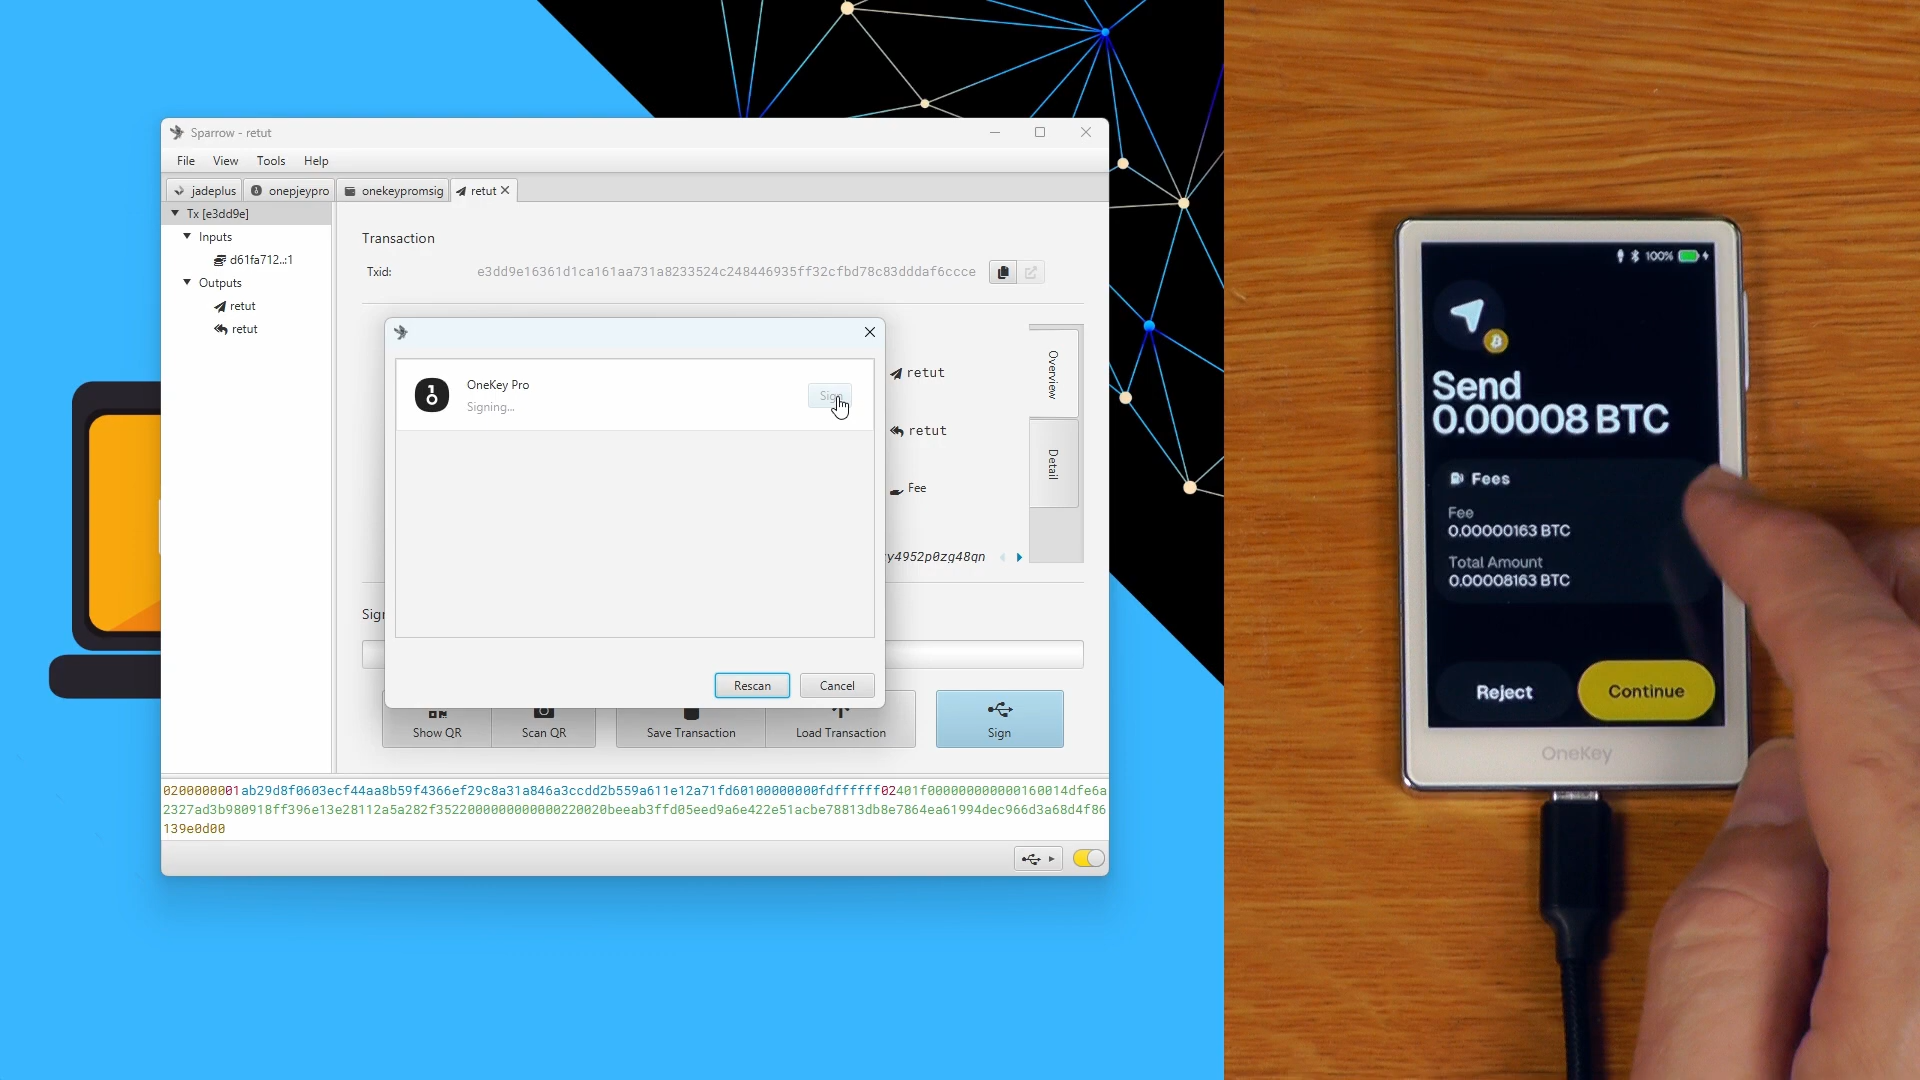 Sparrow - retut
File View Tools Help
jadeplus onepjeypro onekeypromsig retut
Tx [e3dd9e]
Inputs
d61fa712..:1
Outputs
retut
retut
Transaction
Txid: e3dd9e16361d1ca161aa731a8233524c248446935ff32cfbd78c83dddaf6ccce
OneKey Pro
Signing...
Sign
Rescan Cancel
retut
retut
Fee
y4952p0zg48qn
Overview
Detail
Show QR Scan QR Save Transaction Load Transaction Sign
0200000001ab29d8f0603ecf44aa8b59f4366ef29c8a31a846a3ccdd2b559a611e12a71fd60100000000fdffffff02401f000000000000160014dfe6a
2327ad3b980918ff396e13e28112a5a282f3522000000000000220020beeab3ffd05eed9a6e422e51acbe78813db8e7864ea61994dec966d3a68d4f86
139e0d00
100%
Send
0.00008 BTC
Fees
Fee
0.00000163 BTC
Total Amount
0.00008163 BTC
Reject Continue
OneKey